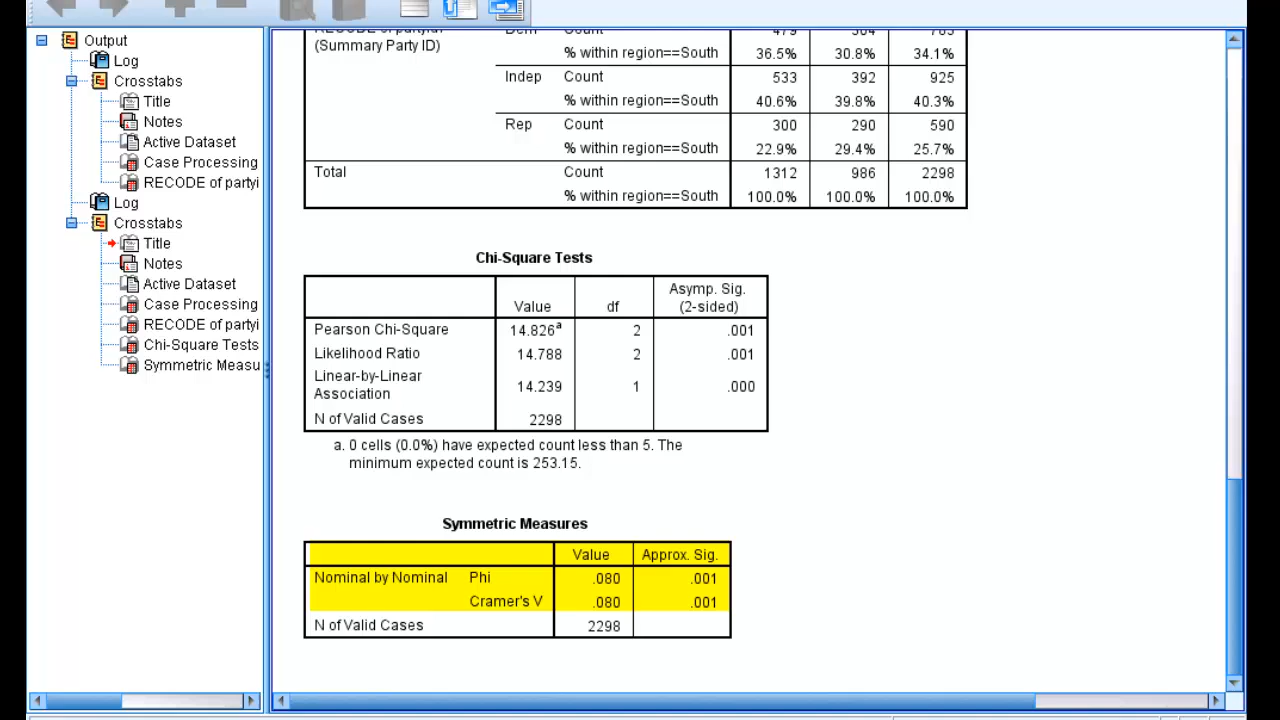 Output
Log
Crosstabs
Title
Notes
Active Dataset
Case Processing
RECODE of partyi
Log
Crosstabs
Title
Notes
Active Dataset
Case Processing
RECODE of partyi
Chi-Square Tests
Symmetric Measu
(Summary Party ID)
% within region==South 36.5% 30.8% 34.1%
Indep Count 533 392 925
% within region==South 40.6% 39.8% 40.3%
Rep Count 300 290 590
% within region==South 22.9% 29.4% 25.7%
Total Count 1312 986 2298
% within region==South 100.0% 100.0% 100.0%
Chi-Square Tests
Value df Asymp. Sig. (2-sided)
Pearson Chi-Square 14.826a 2 .001
Likelihood Ratio 14.788 2 .001
Linear-by-Linear Association 14.239 1 .000
N of Valid Cases 2298
a. 0 cells (0.0%) have expected count less than 5. The
minimum expected count is 253.15.
Symmetric Measures
Value Approx. Sig.
Nominal by Nominal Phi .080 .001
Cramer's V .080 .001
N of Valid Cases 2298